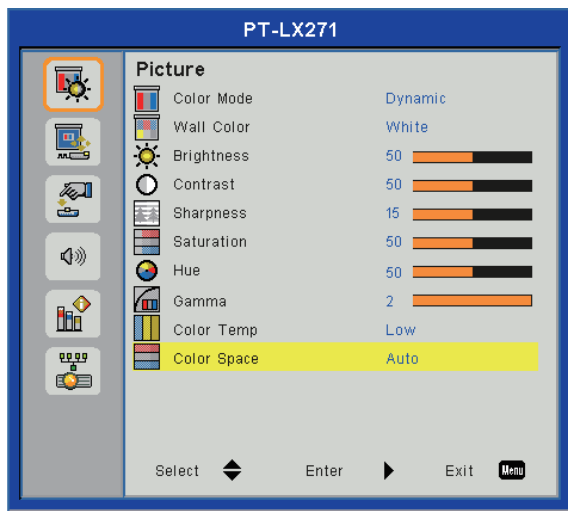 PT-LX271
Picture
Color Mode Dynamic
Wall Color White
Brightness 50
Contrast 50
Sharpness 15
Saturation 50
Hue 50
Gamma 2
Color Temp Low
Color Space Auto
Select Enter Exit Menu